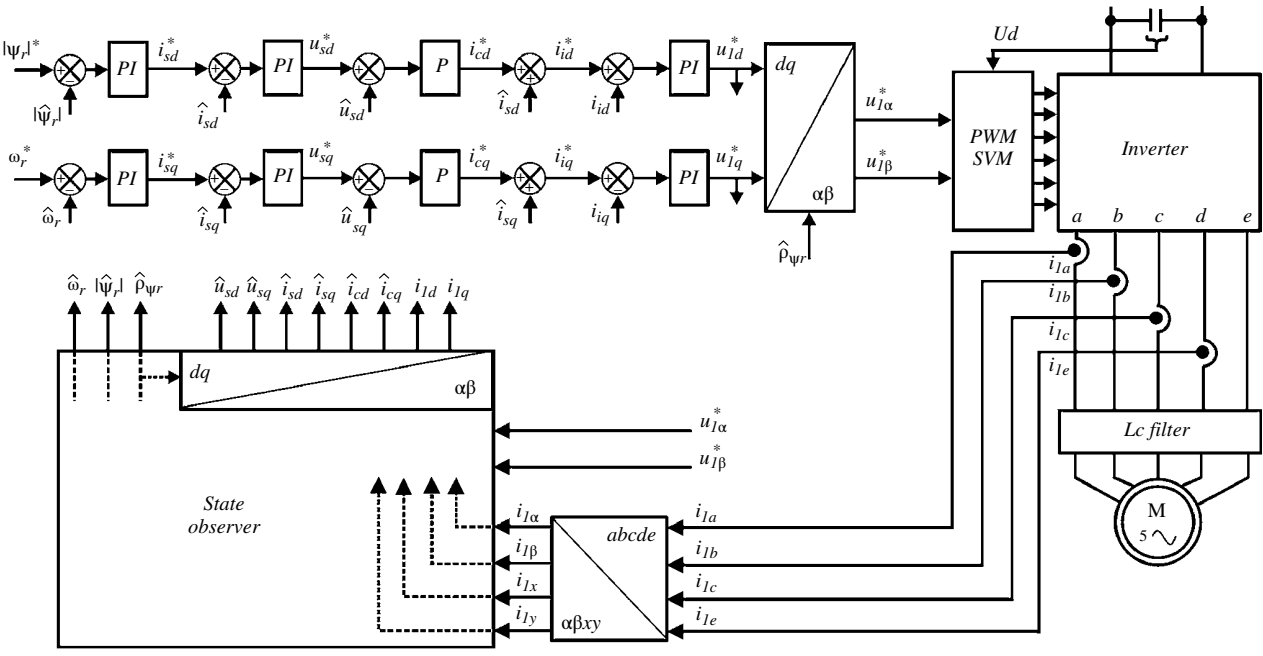 Ud
|ψr|* + − PI isd* + − PI usd* + − P icd* + + iid* + − PI u1d* dq
|ψ̂r| îsd ûsd îsd iid
u1α*
PWM
SVM
Inverter
ωr* + − PI isq* + − PI usq* + − P icq* + + iiq* + − PI u1q* u1β*
αβ
ω̂r îsq ûsq îsq iiq
a b c d e
ρ̂ψr
i1a
i1b
i1c
i1e
ω̂r |ψ̂r| ρ̂ψr ûsd ûsq îsd îsq îcd îcq i1d i1q
dq
αβ
u1α*
u1β*
Lc filter
State
observer
M
5
i1α abcde i1a
i1β i1b
i1x i1c
i1y αβxy i1e